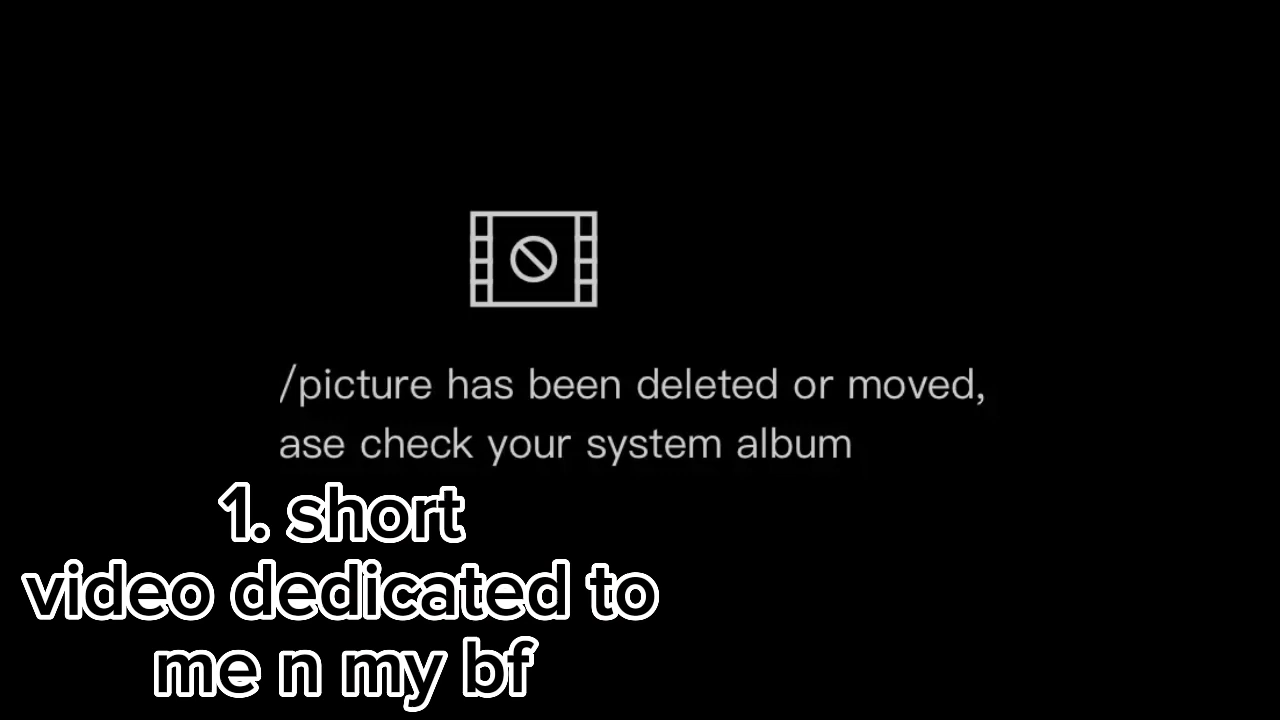 /picture has been deleted or moved,
ase check your system album
1. short
video dedicated to
me n my bf